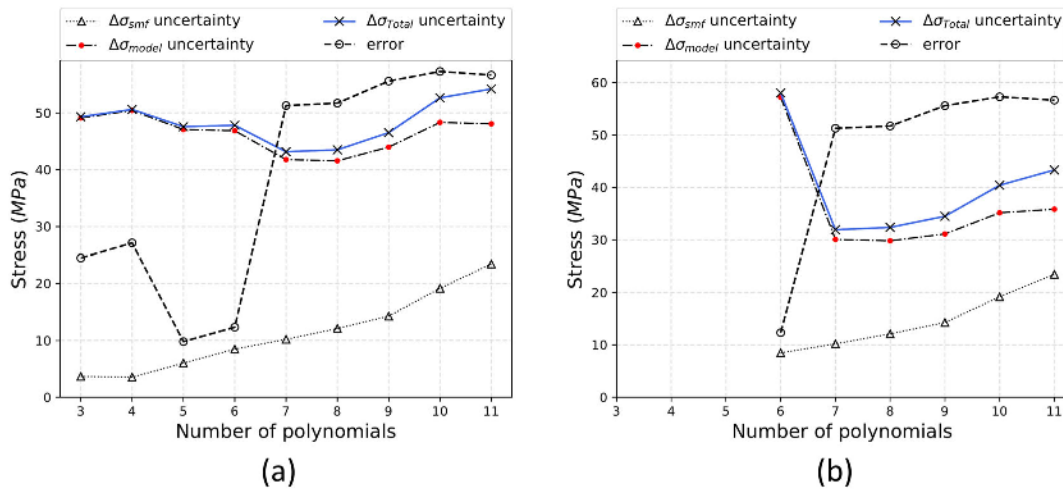 Δσsmf uncertainty ΔσTotal uncertainty
Δσmodel uncertainty error
Stress (MPa)
50
40
30
20
10
0
3 4 5 6 7 8 9 10 11
Number of polynomials
(a)
Δσsmf uncertainty ΔσTotal uncertainty
Δσmodel uncertainty error
Stress (MPa)
60
50
40
30
20
10
0
3 4 5 6 7 8 9 10 11
Number of polynomials
(b)